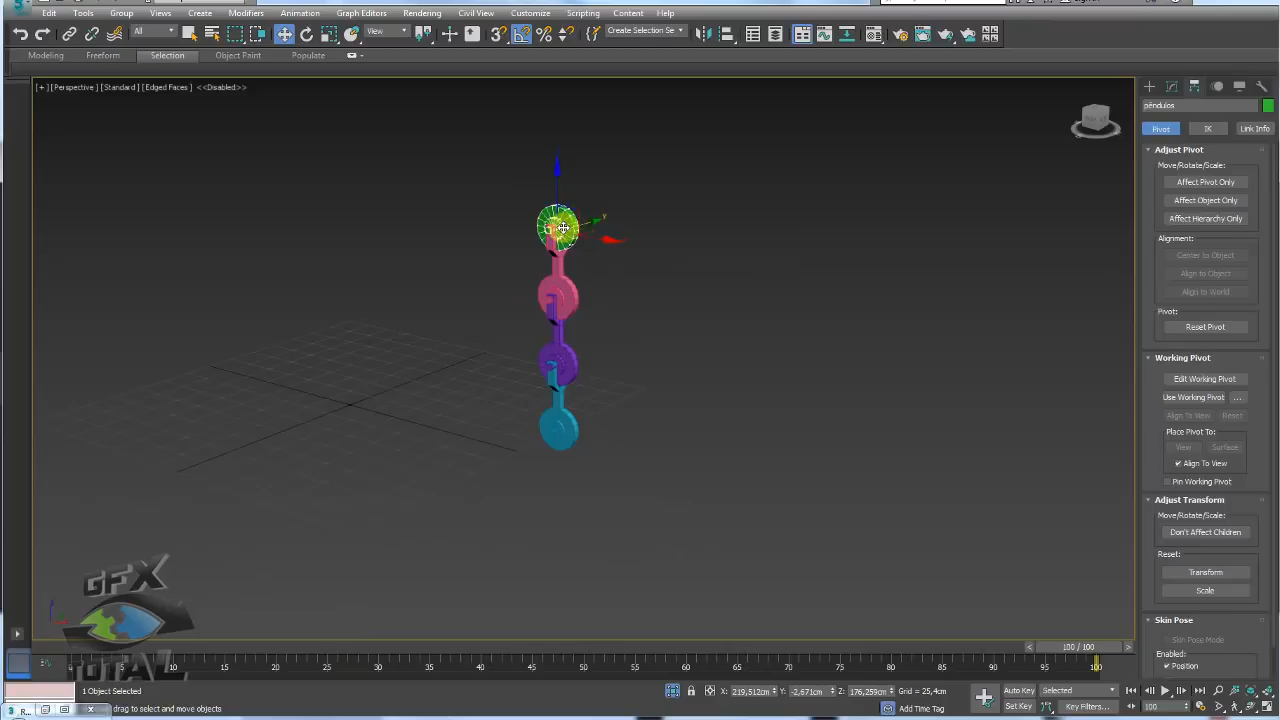 Edit Tools Group Views Create Modifiers Animation Graph Editors Rendering Civil View Customize Scripting Content Help
All View Create Selection Se
Modeling Freeform Selection Object Paint Populate
[+] [Perspective] [Standard] [Edged Faces] <<Disabled>>
pêndulos
Pivot IK Link Info
Adjust Pivot
Move/Rotate/Scale:
Affect Pivot Only
Affect Object Only
Affect Hierarchy Only
Alignment:
Center to Object
Align to Object
Align to World
Pivot:
Reset Pivot
Working Pivot
Edit Working Pivot
Use Working Pivot ...
Align To View Reset
Place Pivot To:
View Surface
Align To View
Pin Working Pivot
Adjust Transform
Move/Rotate/Scale:
Don't Affect Children
Reset:
Transform
Scale
Skin Pose
Skin Pose Mode
Enabled:
Position
GFX
TOTAL
< 100 / 100 >
5 10 15 20 25 30 35 40 45 50 55 60 65 70 75 80 85 90 95 100
1 Object Selected X: 219,512cm Y: -2,671cm Z: 176,259cm Grid = 25,4cm Auto Key Selected
drag to select and move objects Add Time Tag Set Key Key Filters... 100
R...